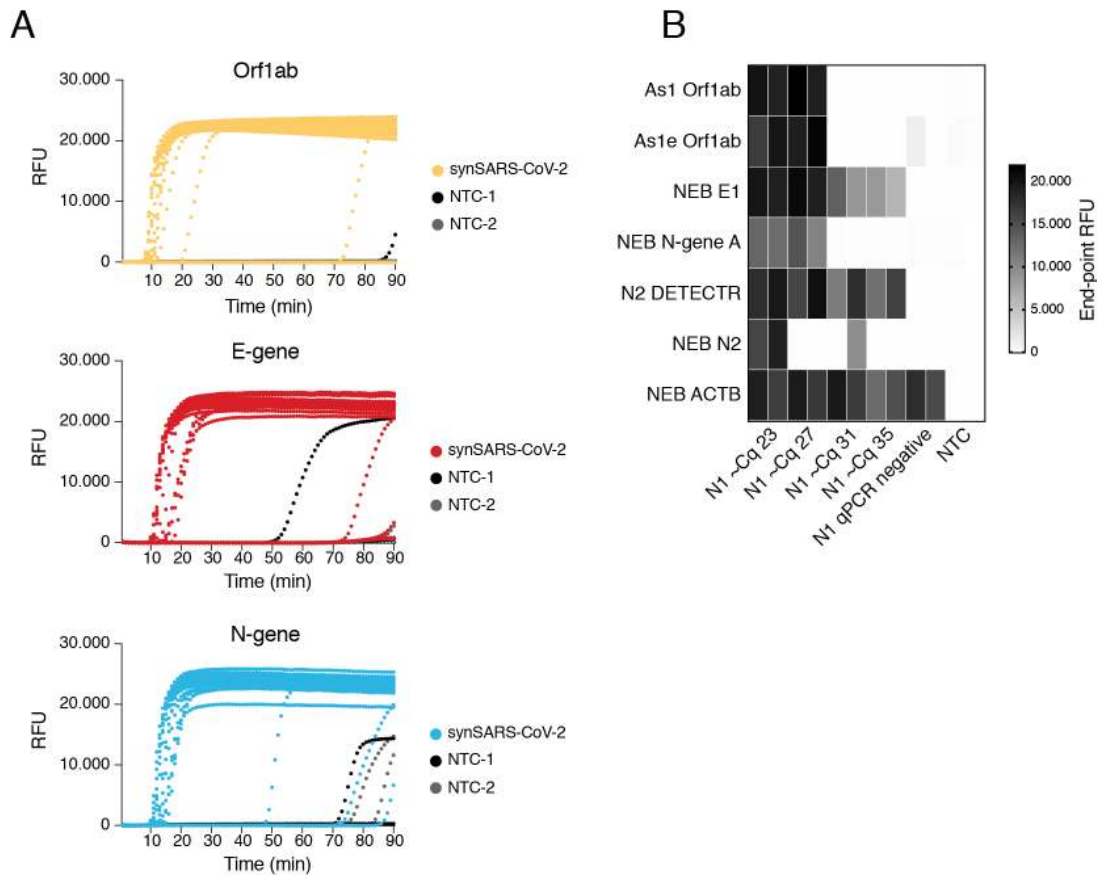 A
Orf1ab
30.000
20.000
10.000
0
RFU
10 20 30 40 50 60 70 80 90
Time (min)
synSARS-CoV-2
NTC-1
NTC-2
E-gene
30.000
20.000
10.000
0
RFU
10 20 30 40 50 60 70 80 90
Time (min)
synSARS-CoV-2
NTC-1
NTC-2
N-gene
30.000
20.000
10.000
0
RFU
10 20 30 40 50 60 70 80 90
Time (min)
synSARS-CoV-2
NTC-1
NTC-2
B
As1 Orf1ab
As1e Orf1ab
NEB E1
NEB N-gene A
N2 DETECTR
NEB N2
NEB ACTB
N1 ~Cq 23
N1 ~Cq 27
N1 ~Cq 31
N1 ~Cq 35
N1 qPCR negative
NTC
20.000
15.000
10.000
5.000
0
End-point RFU